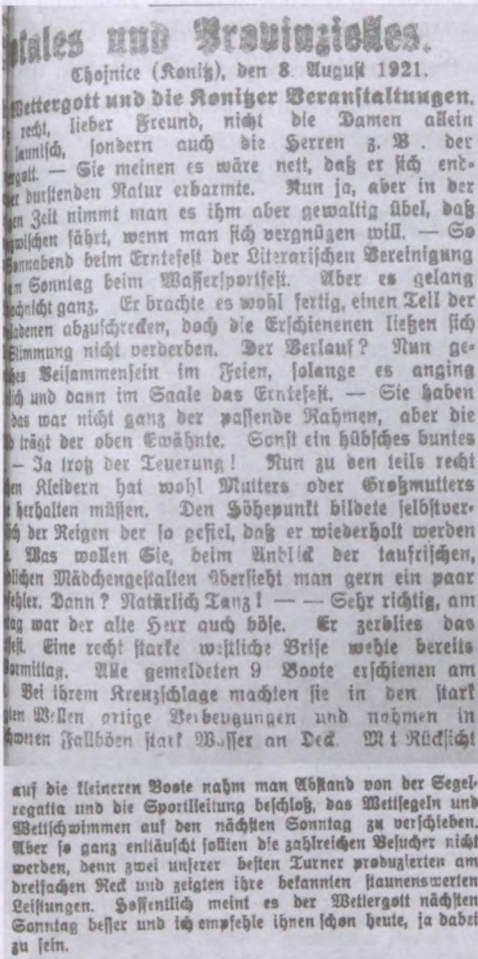 und Provinzielles.
Chojnice (Konitz), den 8. August 1921.
Wettergott und die Konitzer Veranstaltungen.
recht, lieber Freund, nicht die Damen allein
launisch, sondern auch die Herren z. B. der
— Sie meinen es wäre nett, daß er sich end-
durstenden Natur erbarmte. Nun ja, aber in der
Zeit nimmt man es ihm aber gewaltig übel, daß
fährt, wenn man sich vergnügen will. — So
beim Erntefest der Literarischen Vereinigung
Sonntag beim Wassersportfest. Aber es gelang
nicht ganz. Er brachte es wohl fertig, einen Teil der
abzuschrecken, doch die Erschienenen ließen sich
Stimmung nicht verderben. Der Verlauf? Nun ge-
Beisammensein im Feien, solange es anging
und dann im Saale das Erntefest. — Sie haben
das war nicht ganz der passende Rahmen, aber die
trägt der oben Ewähnte. Sonst ein hübsches buntes
— Ja trotz der Teuerung! Nun zu den teils recht
Kleidern hat wohl Mutters oder Großmutters
herhalten müssen. Den Höhepunkt bildete selbstver-
der Reigen der so gefiel, daß er wiederholt werden
Was wollen Sie, beim Anblick der taufrischen,
Mädchengestalten übersieht man gern ein paar
Dann? Natürlich Tanz! — — Sehr richtig, am
war der alte Herr auch böse. Er zerblies das
Eine recht starke westliche Brise wehte bereits
Alle gemeldeten 9 Boote erschienen am
Bei ihrem Kreuzschlage machten sie in den stark
Wellen artige Verbeugungen und nahmen in
Fallböen stark Wasser an Deck. Mit Rücksicht
auf die kleineren Boote nahm man Abstand von der Segel-
regatta und die Sportleitung beschloß, das Wettsegeln und
Wettschwimmen auf den nächsten Sonntag zu verschieben.
Aber so ganz enttäuscht sollten die zahlreichen Besucher nicht
werden, denn zwei unserer besten Turner produzierten am
dreifachen Reck und zeigten ihre bekannten staunenswerten
Leistungen. Hoffentlich meint es der Wettergott nächsten
Sonntag besser und ich empfehle ihnen schon heute, ja dabei
zu sein.